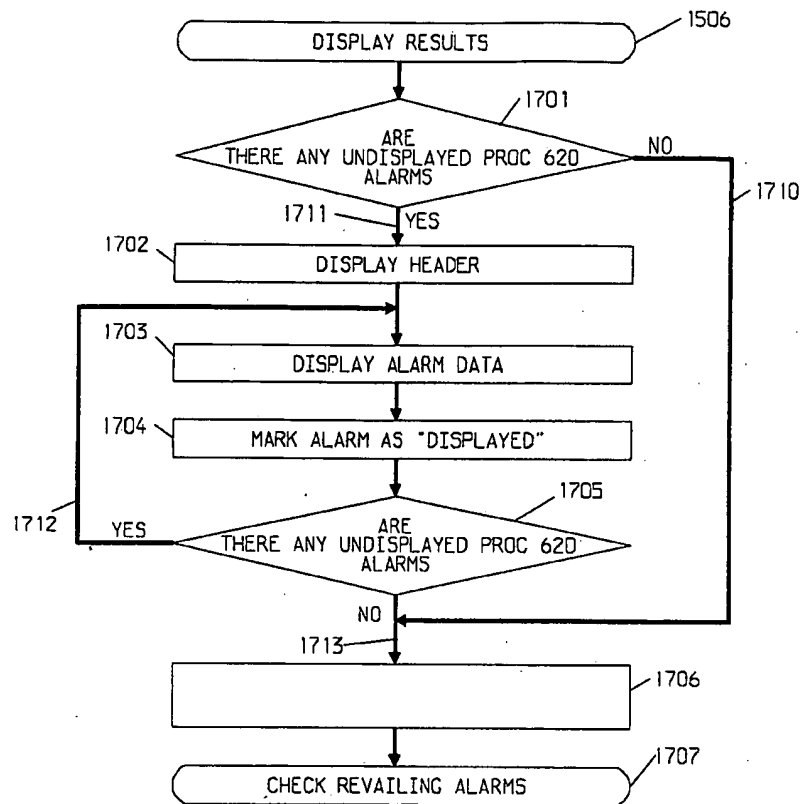 DISPLAY RESULTS
1506
1701
ARE
THERE ANY UNDISPLAYED PROC 620
ALARMS
NO
1710
1711
YES
1702
DISPLAY HEADER
1703
DISPLAY ALARM DATA
1704
MARK ALARM AS "DISPLAYED"
1705
1712
YES
ARE
THERE ANY UNDISPLAYED PROC 620
ALARMS
NO
1713
1706
1707
CHECK REVAILING ALARMS